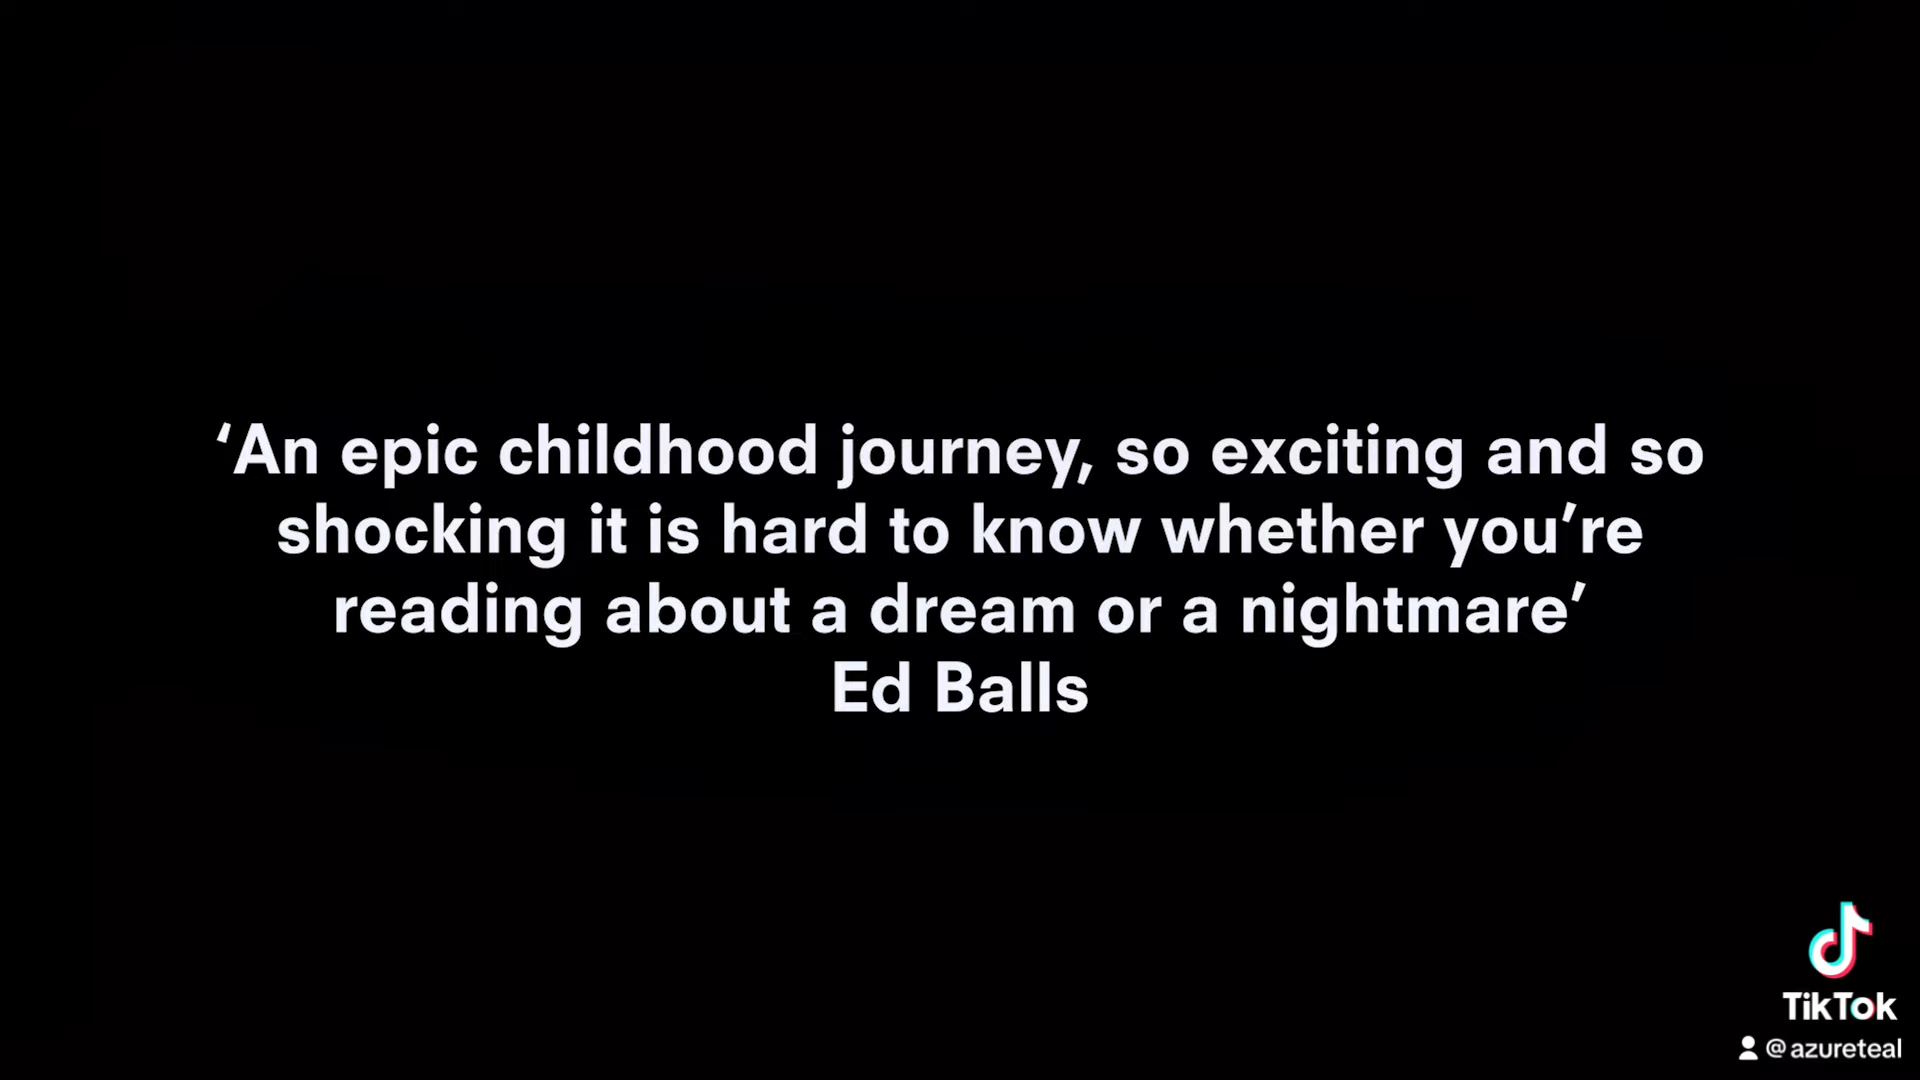 ‘An epic childhood journey, so exciting and so
shocking it is hard to know whether you’re
reading about a dream or a nightmare’
Ed Balls
TikTok
@azureteal